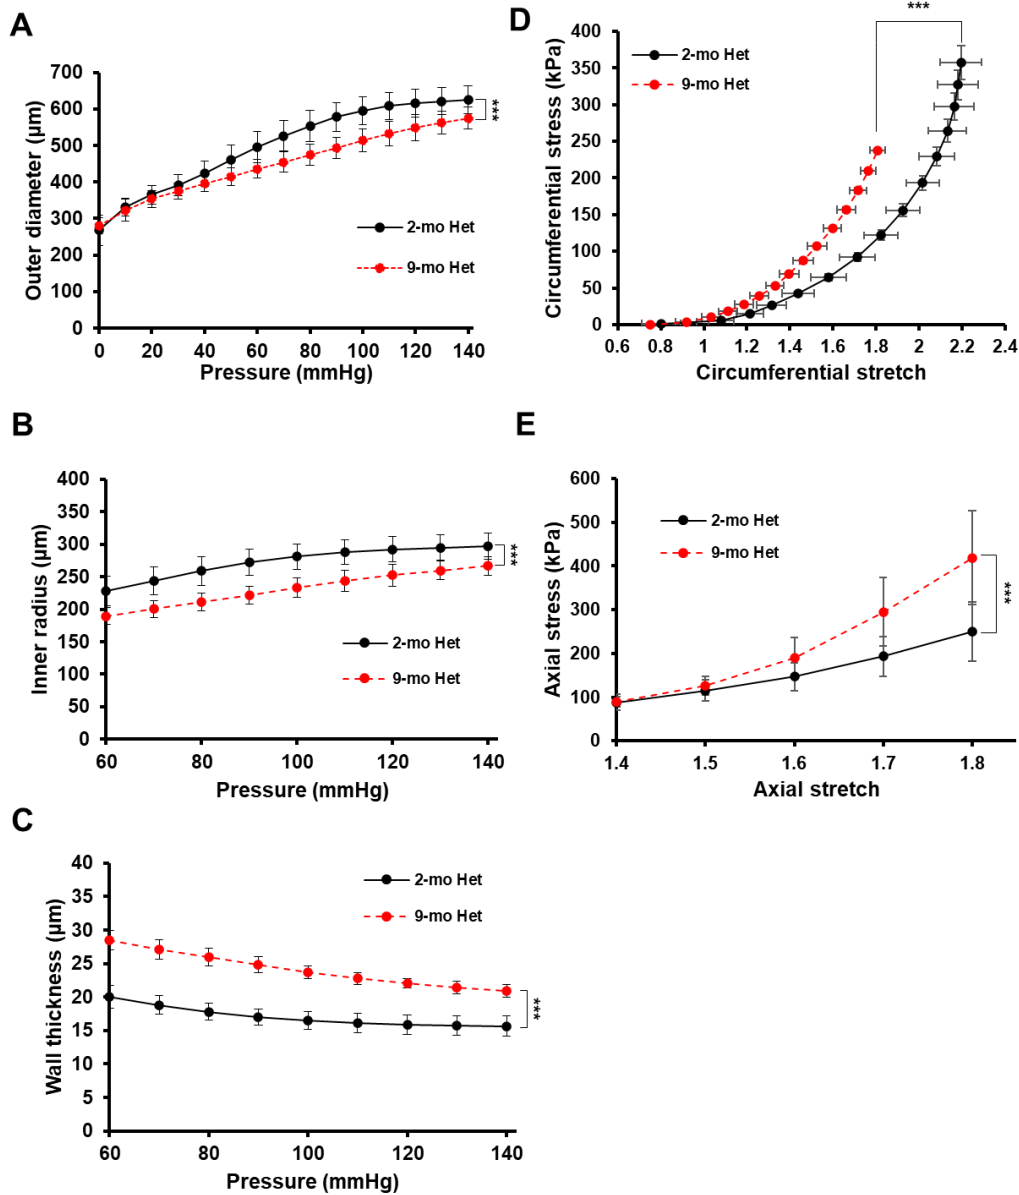 A
Outer diameter (µm)
700
600
500
400
300
200
100
0
0 20 40 60 80 100 120 140
Pressure (mmHg)
2-mo Het
9-mo Het
***
B
Inner radius (µm)
400
350
300
250
200
150
100
50
0
60 80 100 120 140
Pressure (mmHg)
2-mo Het
9-mo Het
***
C
Wall thickness (µm)
40
35
30
25
20
15
10
5
0
60 80 100 120 140
Pressure (mmHg)
2-mo Het
9-mo Het
***
D
Circumferential stress (kPa)
400
350
300
250
200
150
100
50
0
0.6 0.8 1 1.2 1.4 1.6 1.8 2 2.2 2.4
Circumferential stretch
2-mo Het
9-mo Het
***
E
Axial stress (kPa)
600
500
400
300
200
100
0
1.4 1.5 1.6 1.7 1.8
Axial stretch
2-mo Het
9-mo Het
***